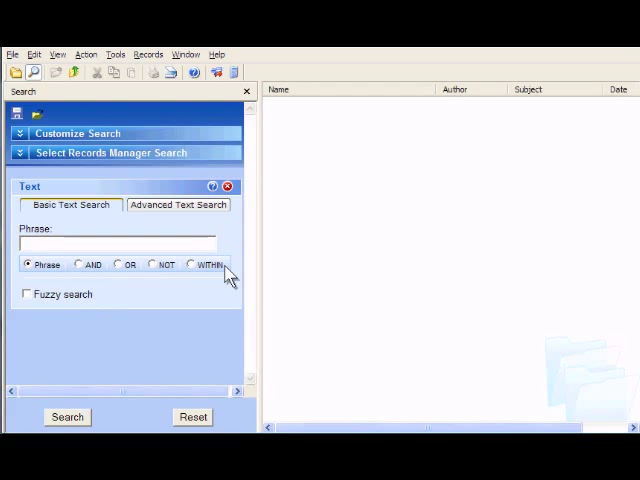 File Edit View Action Tools Records Window Help
Search
Name Author Subject Date
Customize Search
Select Records Manager Search
Text
Basic Text Search Advanced Text Search
Phrase:
Phrase AND OR NOT WITHIN
Fuzzy search
Search Reset